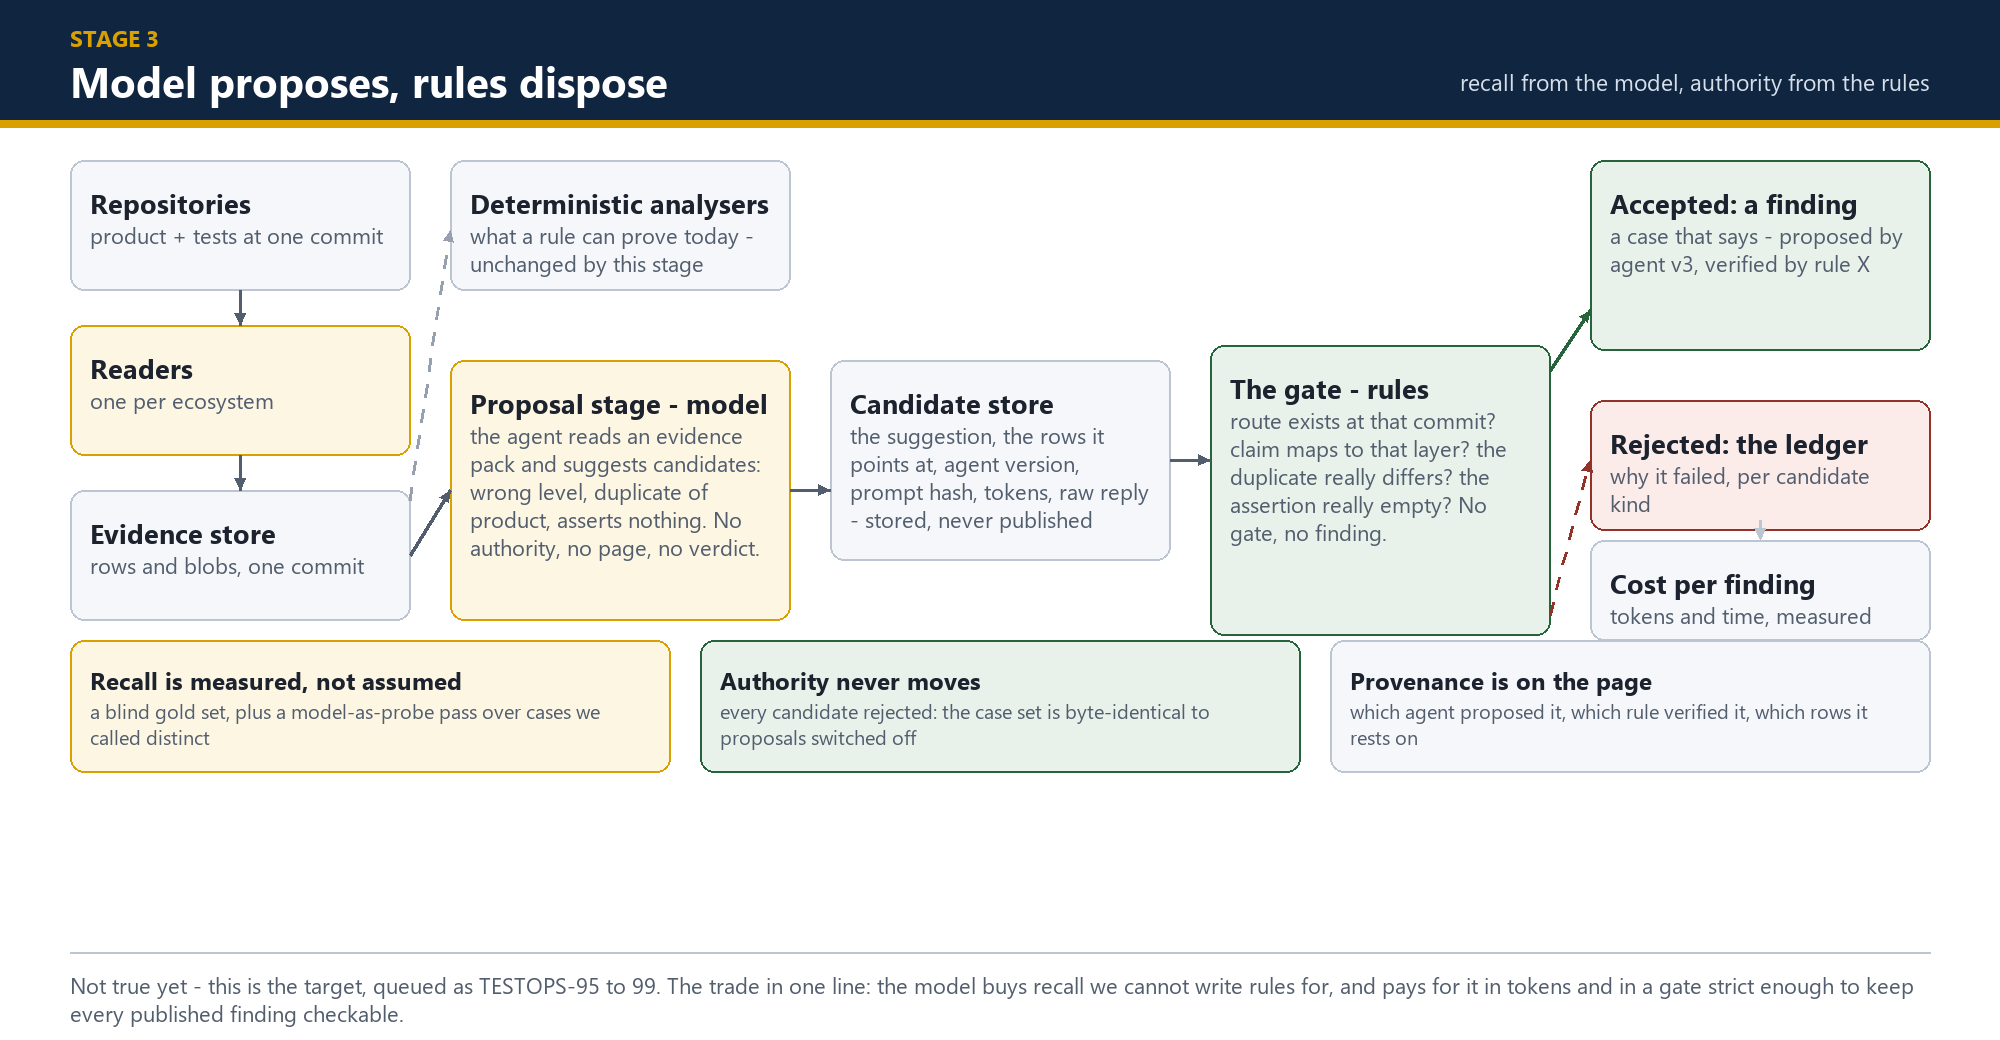 STAGE 3
Model proposes, rules dispose
recall from the model, authority from the rules
Repositories
product + tests at one commit
Readers
one per ecosystem
Evidence store
rows and blobs, one commit
Deterministic analysers
what a rule can prove today -
unchanged by this stage
Proposal stage - model
the agent reads an evidence
pack and suggests candidates:
wrong level, duplicate of
product, asserts nothing. No
authority, no page, no verdict.
Candidate store
the suggestion, the rows it
points at, agent version,
prompt hash, tokens, raw reply
- stored, never published
The gate - rules
route exists at that commit?
claim maps to that layer? the
duplicate really differs? the
assertion really empty? No
gate, no finding.
Accepted: a finding
a case that says - proposed by
agent v3, verified by rule X
Rejected: the ledger
why it failed, per candidate
kind
Cost per finding
tokens and time, measured
Recall is measured, not assumed
a blind gold set, plus a model-as-probe pass over cases we
called distinct
Authority never moves
every candidate rejected: the case set is byte-identical to
proposals switched off
Provenance is on the page
which agent proposed it, which rule verified it, which rows it
rests on
Not true yet - this is the target, queued as TESTOPS-95 to 99. The trade in one line: the model buys recall we cannot write rules for, and pays for it in tokens and in a gate strict enough to keep
every published finding checkable.